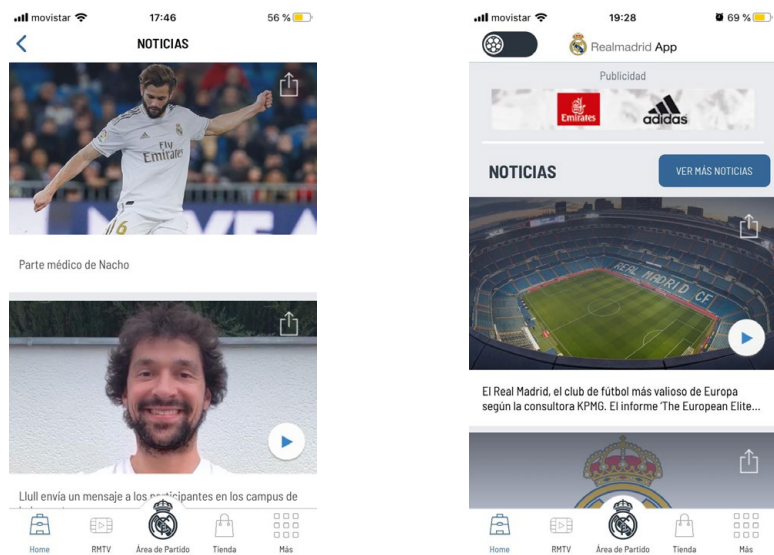 movistar 17:46 56 %
NOTICIAS
Fly
Emirates
6
Parte médico de Nacho
Llull envía un mensaje a los participantes en los campus de
Home RMTV Área de Partido Tienda Más
movistar 19:28 69 %
Realmadrid App
Publicidad
Emirates adidas
NOTICIAS VER MÁS NOTICIAS
REAL MADRID C.F.
El Real Madrid, el club de fútbol más valioso de Europa
según la consultora KPMG. El informe 'The European Elite...
Home RMTV Área de Partido Tienda Más